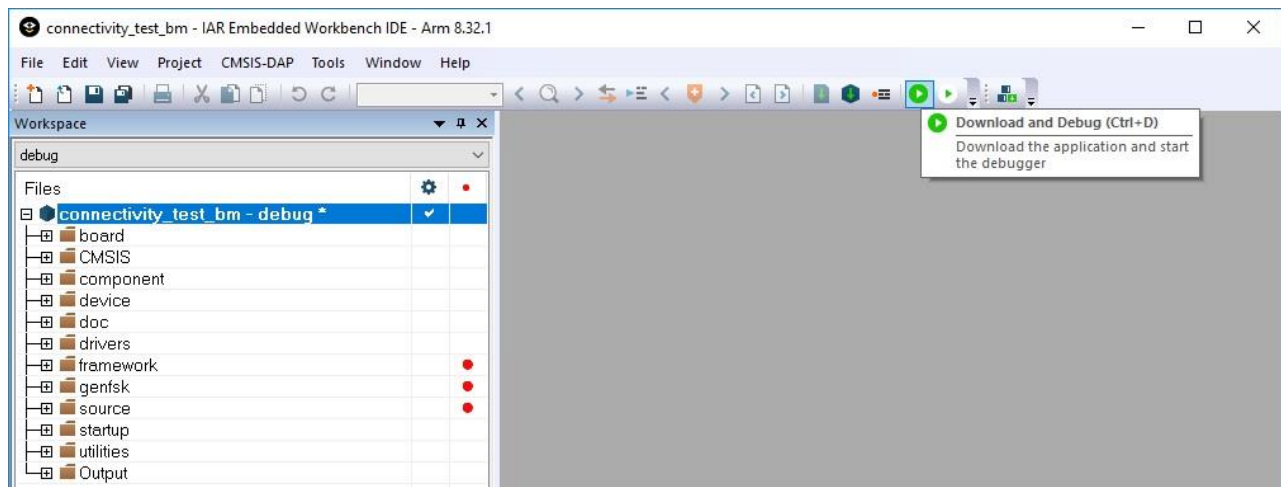 connectivity_test_bm - IAR Embedded Workbench IDE - Arm 8.32.1
File Edit View Project CMSIS-DAP Tools Window Help
Workspace
Download and Debug (Ctrl+D)
Download the application and start
the debugger
debug
Files
connectivity_test_bm - debug *
board
CMSIS
component
device
doc
drivers
framework
genfsk
source
startup
utilities
Output